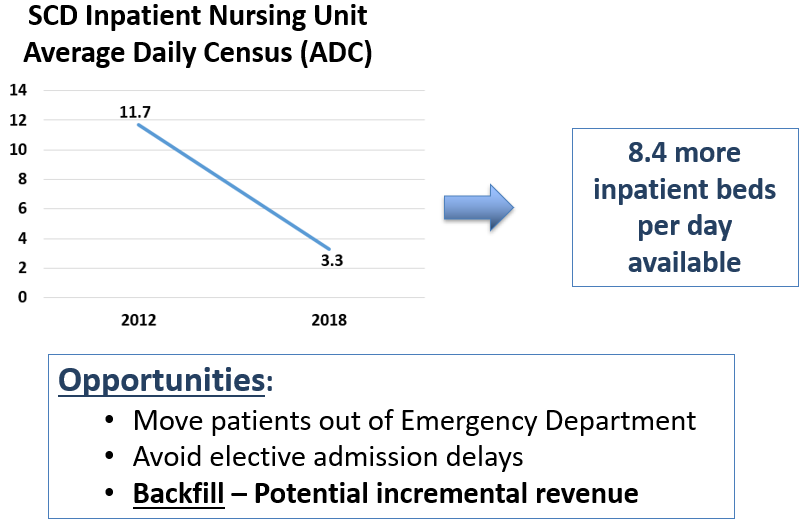 SCD Inpatient Nursing Unit
Average Daily Census (ADC)
14
12
10
8
6
4
2
0
11.7
3.3
2012
2018
8.4 more
inpatient beds
per day
available
Opportunities:
• Move patients out of Emergency Department
• Avoid elective admission delays
• Backfill – Potential incremental revenue